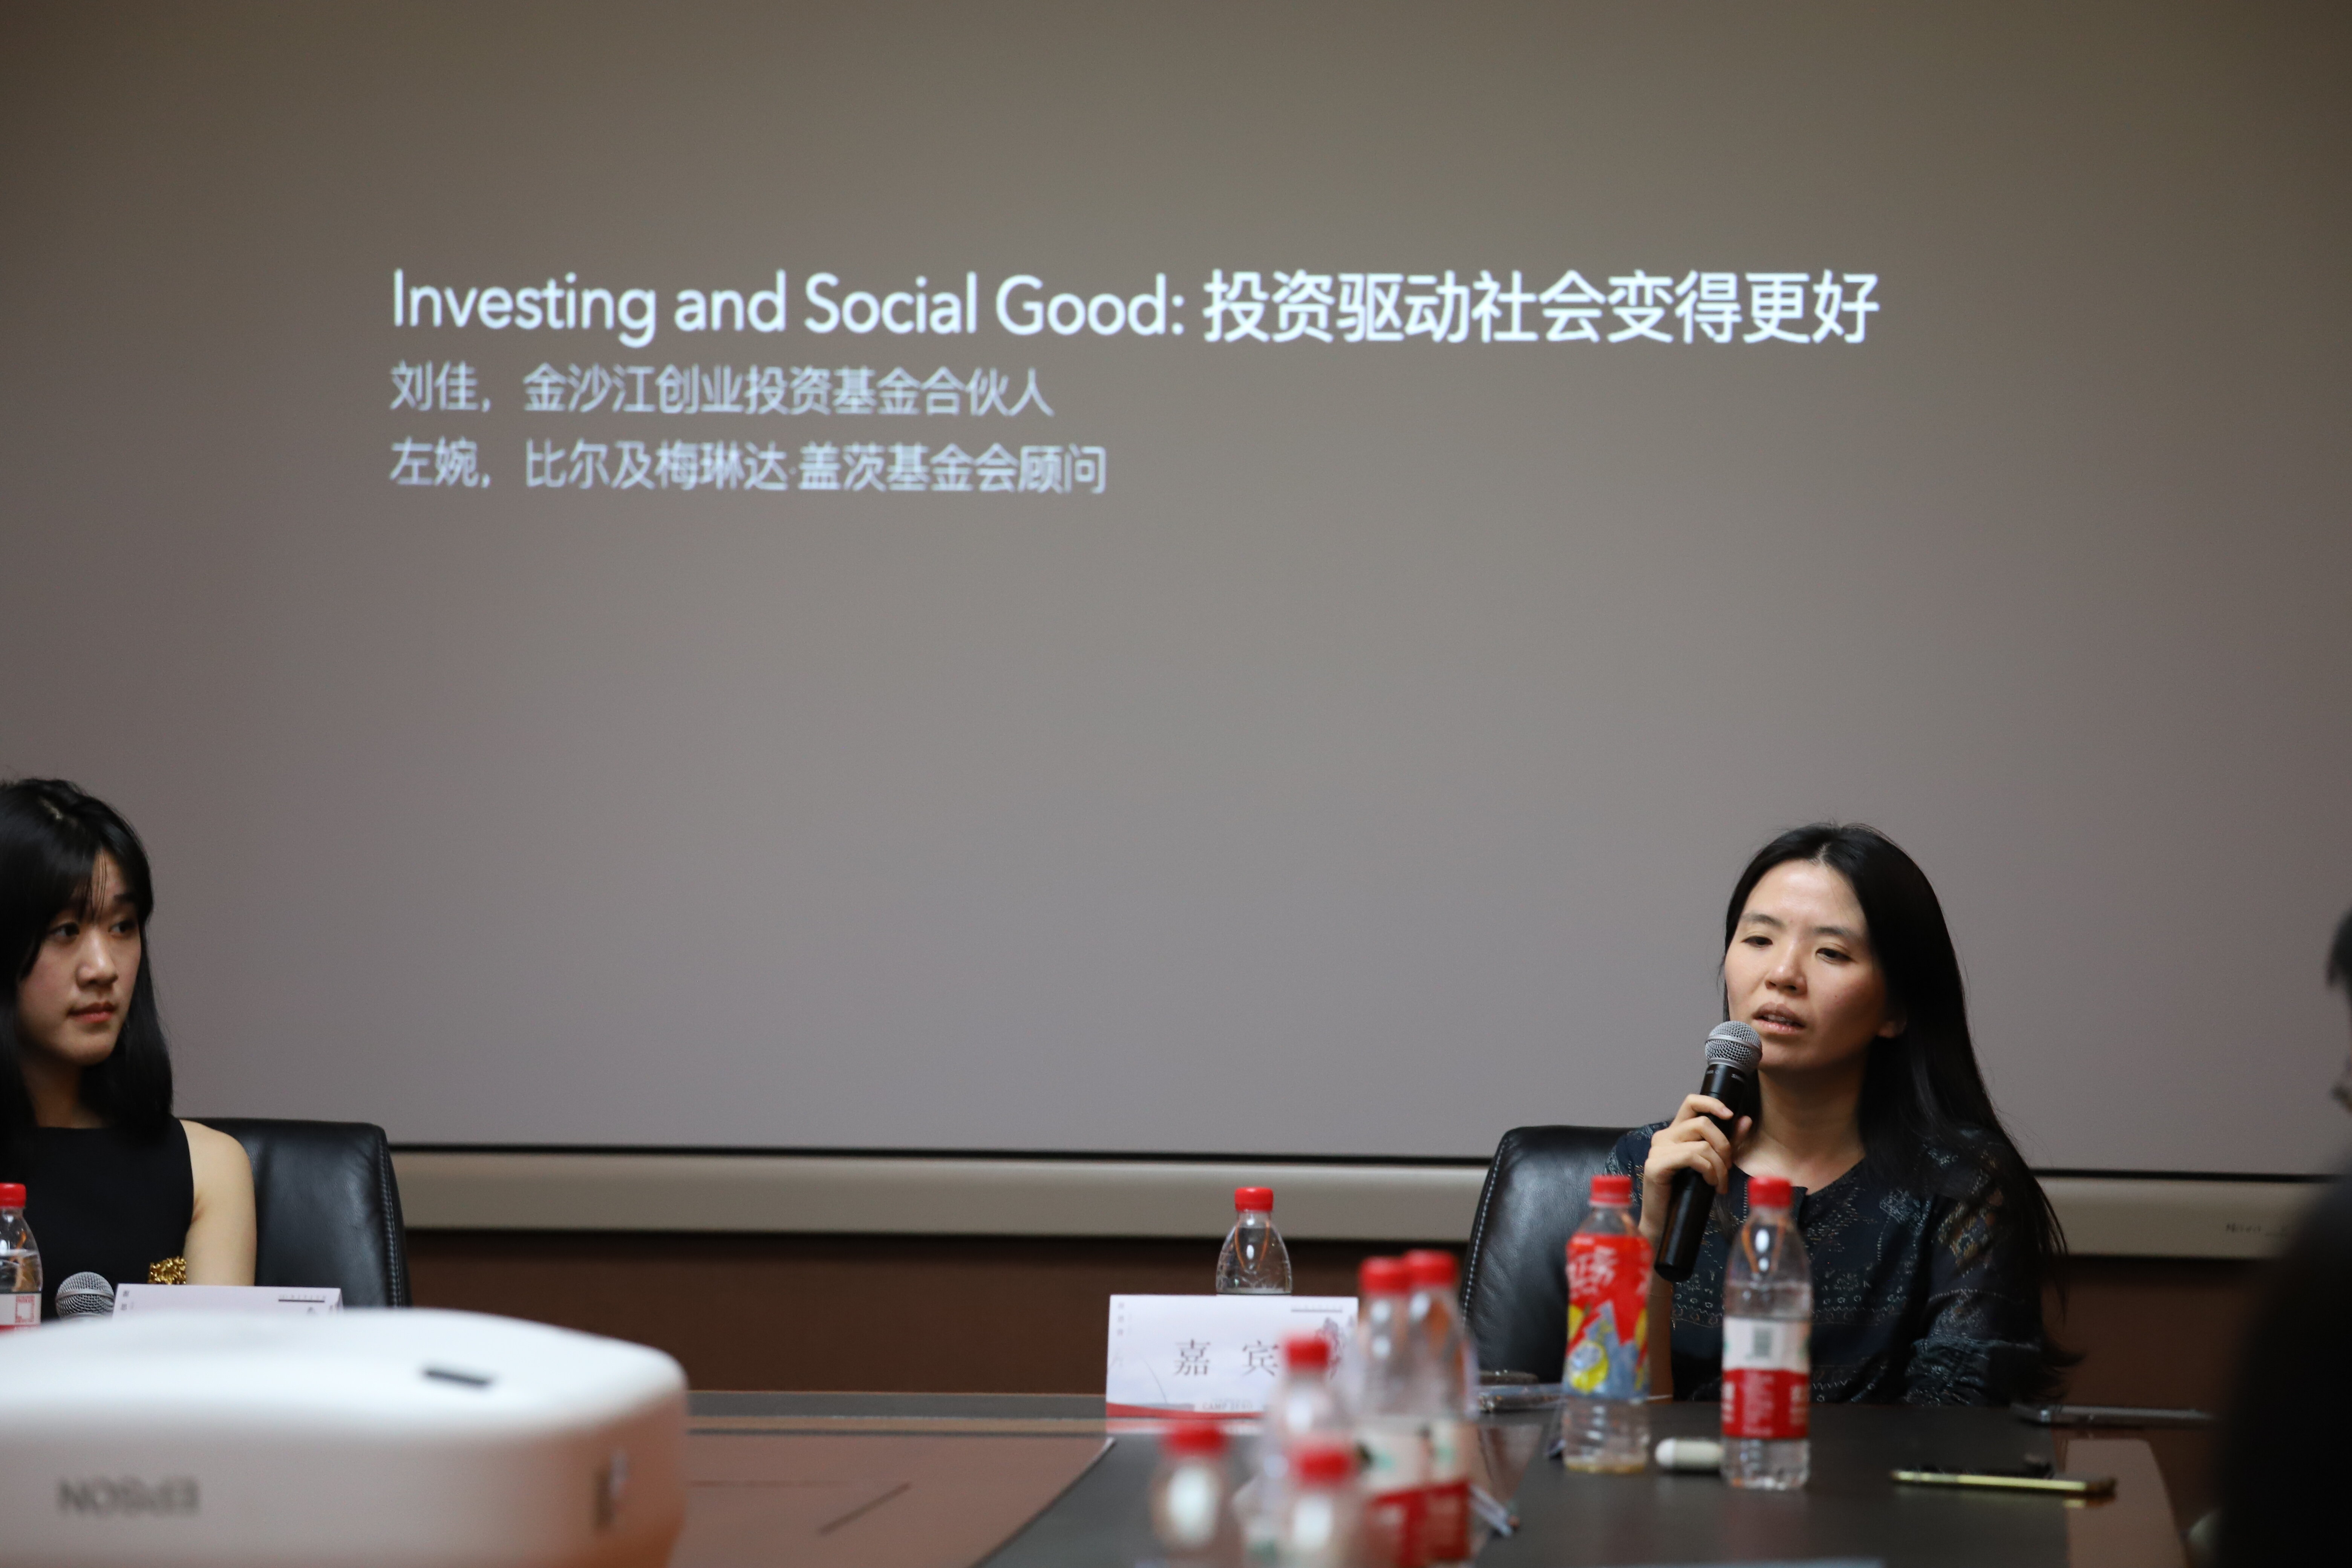 Investing and Social Good: 投资驱动社会变得更好
刘佳，金沙江创业投资基金合伙人
左婉，比尔及梅琳达·盖茨基金会顾问
嘉 宾
EPSON